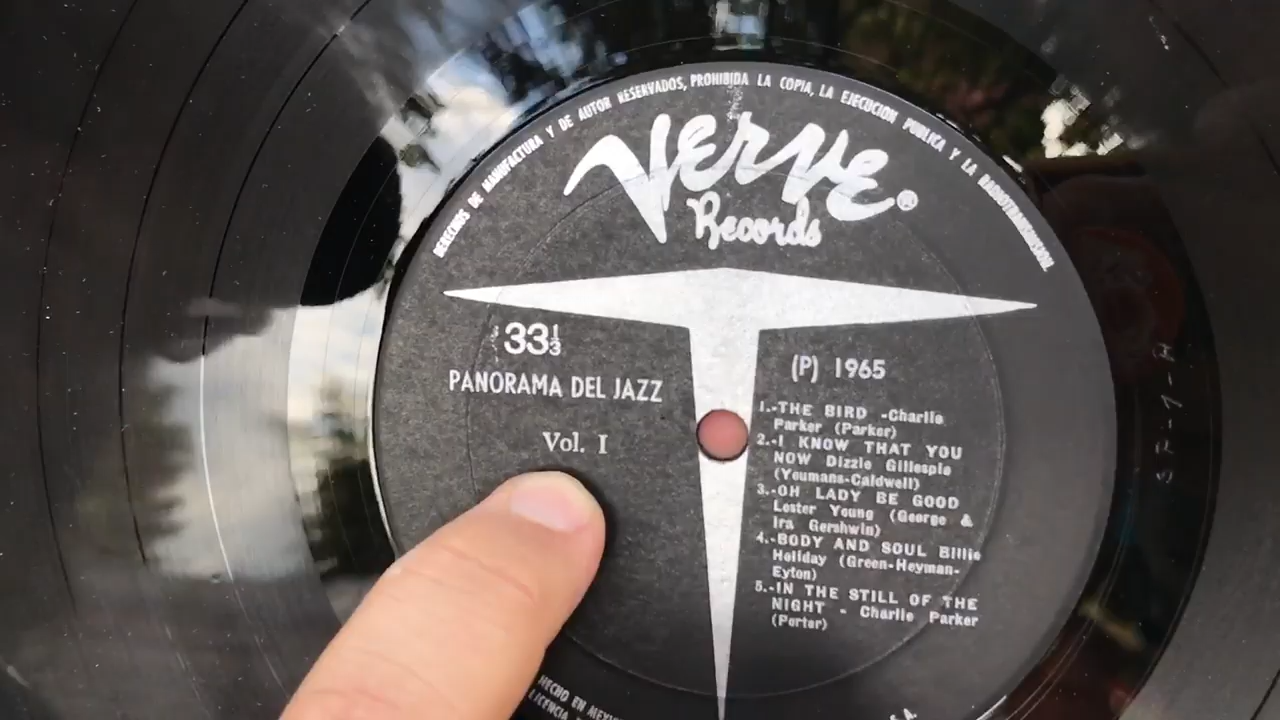 DERECHOS DE MANUFACTURA Y DE AUTOR RESERVADOS, PROHIBIDA LA COPIA, LA EJECUCION PUBLICA Y LA RADIOTRANSMISION.
VERVE®
Records
33⅓
PANORAMA DEL JAZZ
Vol. I
(P) 1965
1.-THE BIRD -Charlie
Parker (Parker)
2.-I KNOW THAT YOU
NOW Dizzie Gillespie
(Youmans-Caldwell)
3.-OH LADY BE GOOD
Lester Young (George &
Ira Gershwin)
4.-BODY AND SOUL Billie
Holiday (Green-Heyman-
Eyton)
5.-IN THE STILL OF THE
NIGHT - Charlie Parker
(Porter)
HECHO EN MEXI
LICENCIA